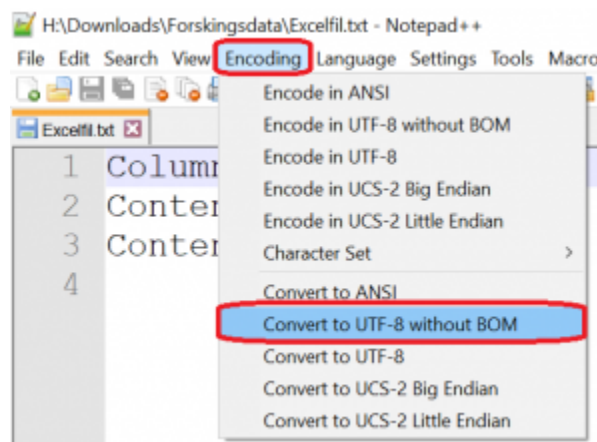 H:\Downloads\Forskingsdata\Excelfil.txt - Notepad++
File Edit Search View Encoding Language Settings Tools Macro
Excelfil.txt
1 Column
2 Conten
3 Conten
4
Encode in ANSI
Encode in UTF-8 without BOM
Encode in UTF-8
Encode in UCS-2 Big Endian
Encode in UCS-2 Little Endian
Character Set
Convert to ANSI
Convert to UTF-8 without BOM
Convert to UTF-8
Convert to UCS-2 Big Endian
Convert to UCS-2 Little Endian